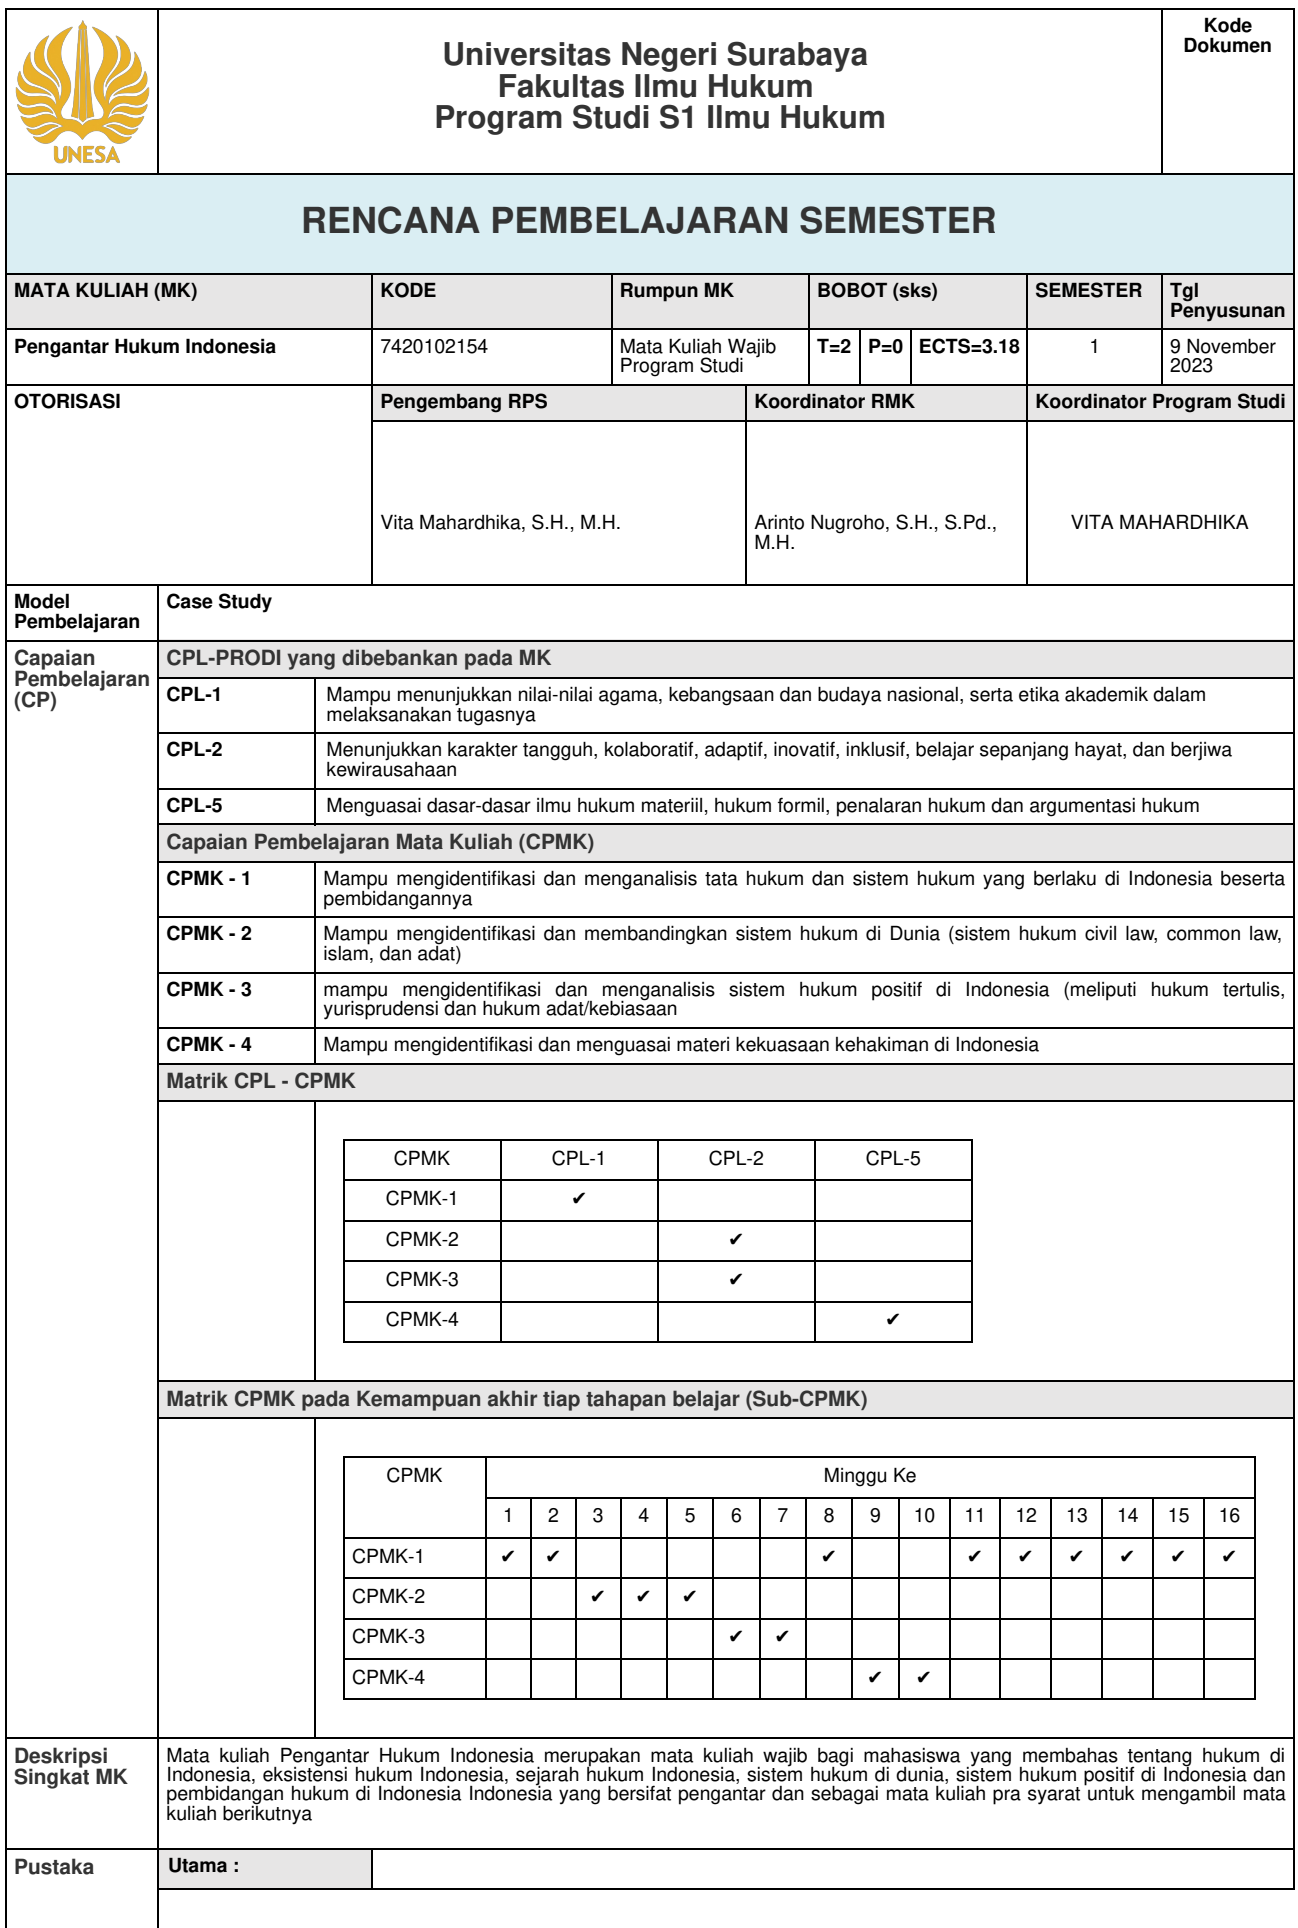 UNESA
Universitas Negeri Surabaya
Fakultas Ilmu Hukum
Program Studi S1 Ilmu Hukum
Kode
Dokumen
RENCANA PEMBELAJARAN SEMESTER
MATA KULIAH (MK) KODE Rumpun MK BOBOT (sks) SEMESTER Tgl
Penyusunan
Pengantar Hukum Indonesia 7420102154 Mata Kuliah Wajib
Program Studi T=2 P=0 ECTS=3.18 1 9 November
2023
OTORISASI Pengembang RPS Koordinator RMK Koordinator Program Studi
Vita Mahardhika, S.H., M.H. Arinto Nugroho, S.H., S.Pd.,
M.H. VITA MAHARDHIKA
Model
Pembelajaran
Case Study
Capaian
Pembelajaran
(CP)
CPL-PRODI yang dibebankan pada MK
CPL-1 Mampu menunjukkan nilai-nilai agama, kebangsaan dan budaya nasional, serta etika akademik dalam
melaksanakan tugasnya
CPL-2 Menunjukkan karakter tangguh, kolaboratif, adaptif, inovatif, inklusif, belajar sepanjang hayat, dan berjiwa
kewirausahaan
CPL-5 Menguasai dasar-dasar ilmu hukum materiil, hukum formil, penalaran hukum dan argumentasi hukum
Capaian Pembelajaran Mata Kuliah (CPMK)
CPMK - 1 Mampu mengidentifikasi dan menganalisis tata hukum dan sistem hukum yang berlaku di Indonesia beserta
pembidangannya
CPMK - 2 Mampu mengidentifikasi dan membandingkan sistem hukum di Dunia (sistem hukum civil law, common law,
islam, dan adat)
CPMK - 3 mampu mengidentifikasi dan menganalisis sistem hukum positif di Indonesia (meliputi hukum tertulis,
yurisprudensi dan hukum adat/kebiasaan
CPMK - 4 Mampu mengidentifikasi dan menguasai materi kekuasaan kehakiman di Indonesia
Matrik CPL - CPMK
CPMK CPL-1 CPL-2 CPL-5
CPMK-1 ✔
CPMK-2 ✔
CPMK-3 ✔
CPMK-4 ✔
Matrik CPMK pada Kemampuan akhir tiap tahapan belajar (Sub-CPMK)
CPMK Minggu Ke
1 2 3 4 5 6 7 8 9 10 11 12 13 14 15 16
CPMK-1 ✔ ✔ ✔ ✔ ✔ ✔ ✔ ✔ ✔
CPMK-2 ✔ ✔ ✔
CPMK-3 ✔ ✔
CPMK-4 ✔ ✔
Deskripsi
Singkat MK
Mata kuliah Pengantar Hukum Indonesia merupakan mata kuliah wajib bagi mahasiswa yang membahas tentang hukum di
Indonesia, eksistensi hukum Indonesia, sejarah hukum Indonesia, sistem hukum di dunia, sistem hukum positif di Indonesia dan
pembidangan hukum di Indonesia Indonesia yang bersifat pengantar dan sebagai mata kuliah pra syarat untuk mengambil mata
kuliah berikutnya
Pustaka Utama :